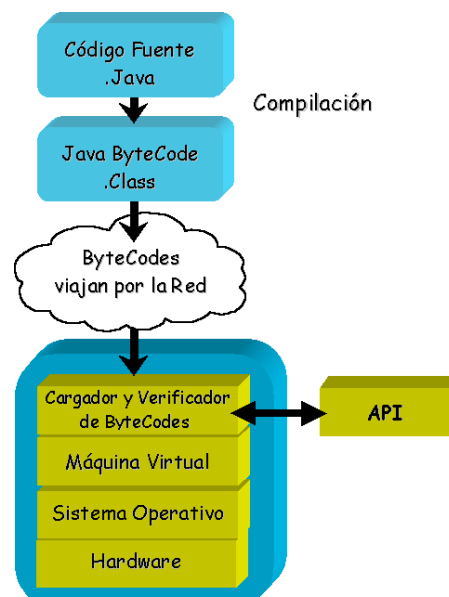 Código Fuente
.Java
Compilación
Java ByteCode
.Class
ByteCodes
viajan por la Red
Cargador y Verificador
de ByteCodes
API
Máquina Virtual
Sistema Operativo
Hardware